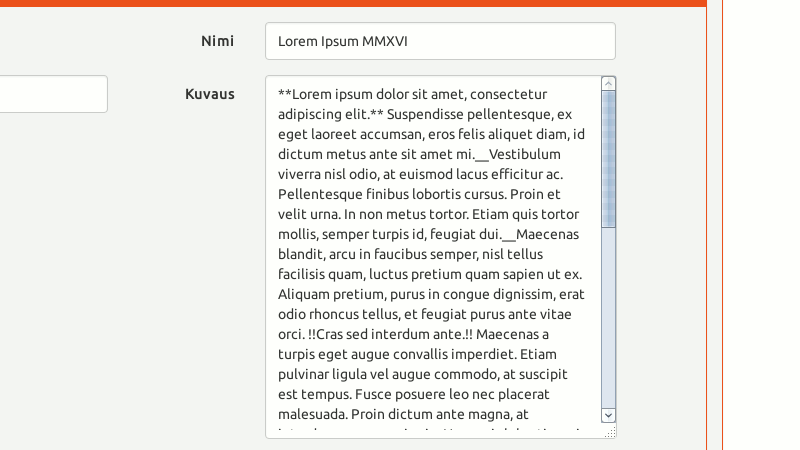 Nimi
Lorem Ipsum MMXVI
Kuvaus
**Lorem ipsum dolor sit amet, consectetur
adipiscing elit.** Suspendisse pellentesque, ex
eget laoreet accumsan, eros felis aliquet diam, id
dictum metus ante sit amet mi.__Vestibulum
viverra nisl odio, at euismod lacus efficitur ac.
Pellentesque finibus lobortis cursus. Proin et
velit urna. In non metus tortor. Etiam quis tortor
mollis, semper turpis id, feugiat dui.__Maecenas
blandit, arcu in faucibus semper, nisl tellus
facilisis quam, luctus pretium quam sapien ut ex.
Aliquam pretium, purus in congue dignissim, erat
odio rhoncus tellus, et feugiat purus ante vitae
orci. !!Cras sed interdum ante.!! Maecenas a
turpis eget augue convallis imperdiet. Etiam
pulvinar ligula vel augue commodo, at suscipit
est tempus. Fusce posuere leo nec placerat
malesuada. Proin dictum ante magna, at